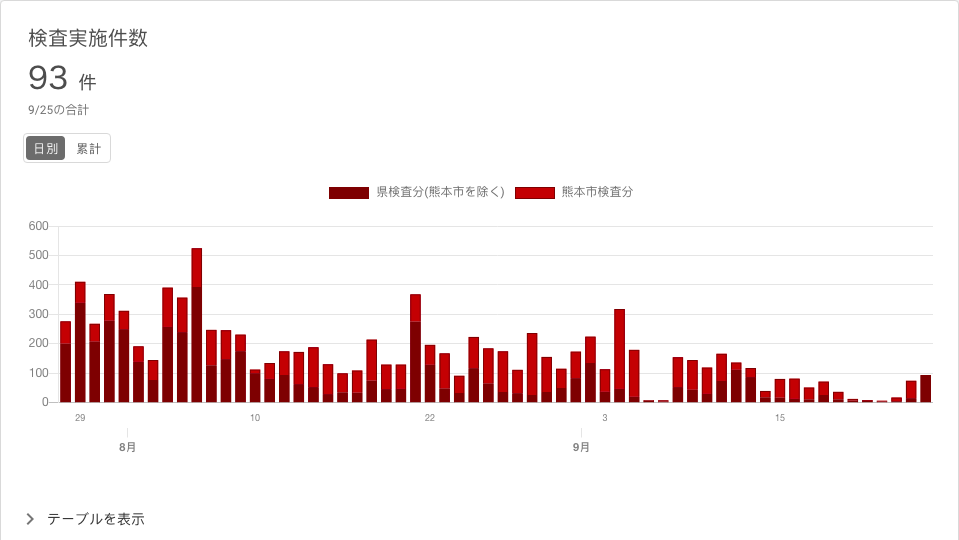 検査実施件数
93 件
9/25の合計
日別 累計
県検査分(熊本市を除く) 熊本市検査分
600
500
400
300
200
100
0
29 10 22 3 15
8月 9月
テーブルを表示